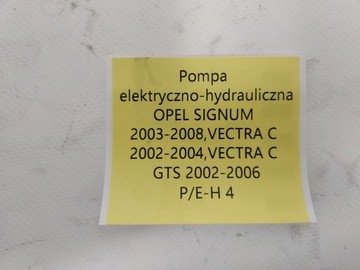 Pompa
elektryczno-hydrauliczna
OPEL SIGNUM
2003-2008,VECTRA C
2002-2004,VECTRA C
GTS 2002-2006
P/E-H 4